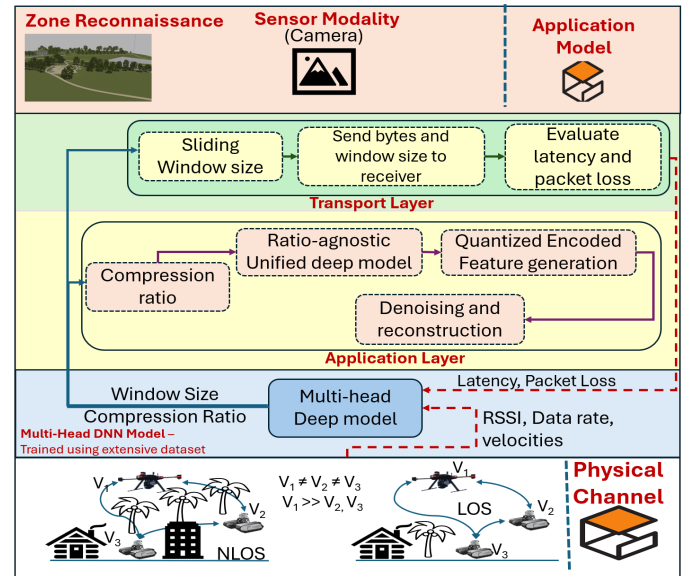 Zone Reconnaissance
Sensor Modality
(Camera)
Application
Model
Sliding
Window size
Send bytes and
window size to
receiver
Evaluate
latency and
packet loss
Transport Layer
Ratio-agnostic
Unified deep model
Quantized Encoded
Feature generation
Compression
ratio
Denoising and
reconstruction
Application Layer
Window Size
Compression Ratio
Multi-head
Deep model
Latency, Packet Loss
RSSI, Data rate,
velocities
Multi-Head DNN Model –
Trained using extensive dataset
V₁
V₂
V₃
NLOS
V₁ ≠ V₂ ≠ V₃
V₁ >> V₂, V₃
V₁
LOS
V₂
V₃
Physical
Channel